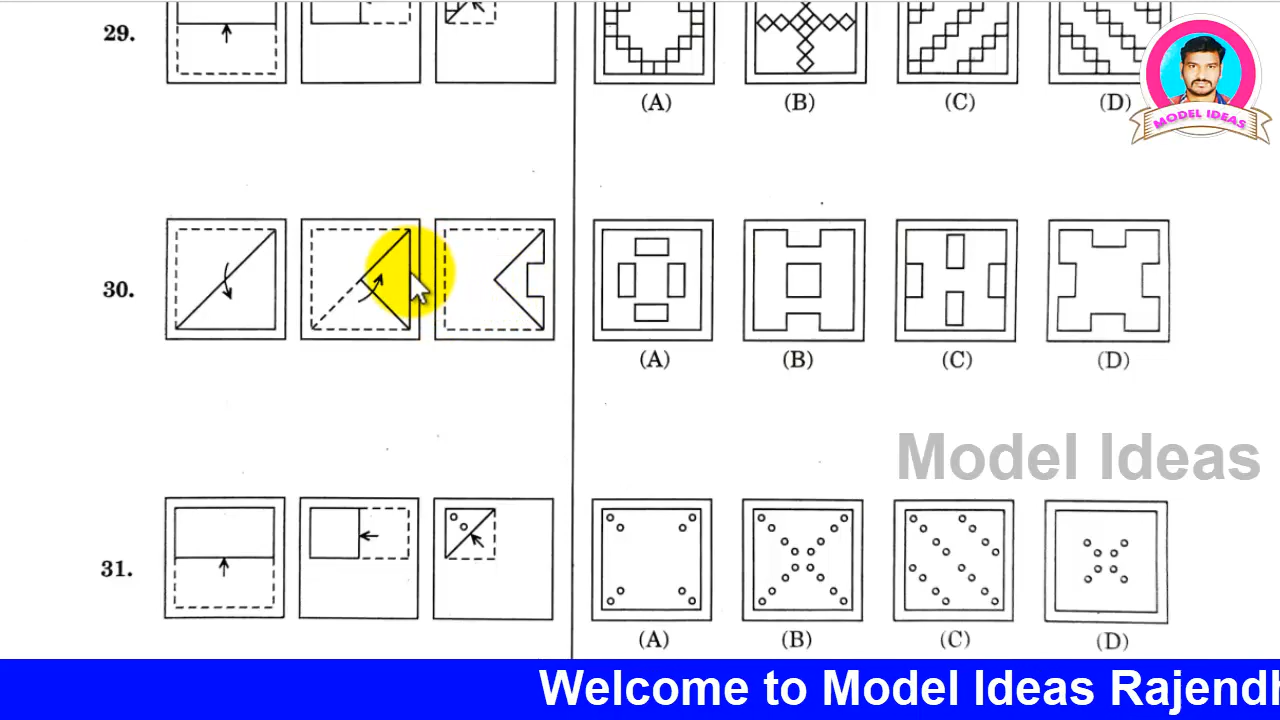 29.
(A) (B) (C) (D)
MODEL IDEAS
30.
(A) (B) (C) (D)
Model Ideas
31.
(A) (B) (C) (D)
Welcome to Model Ideas Rajendh